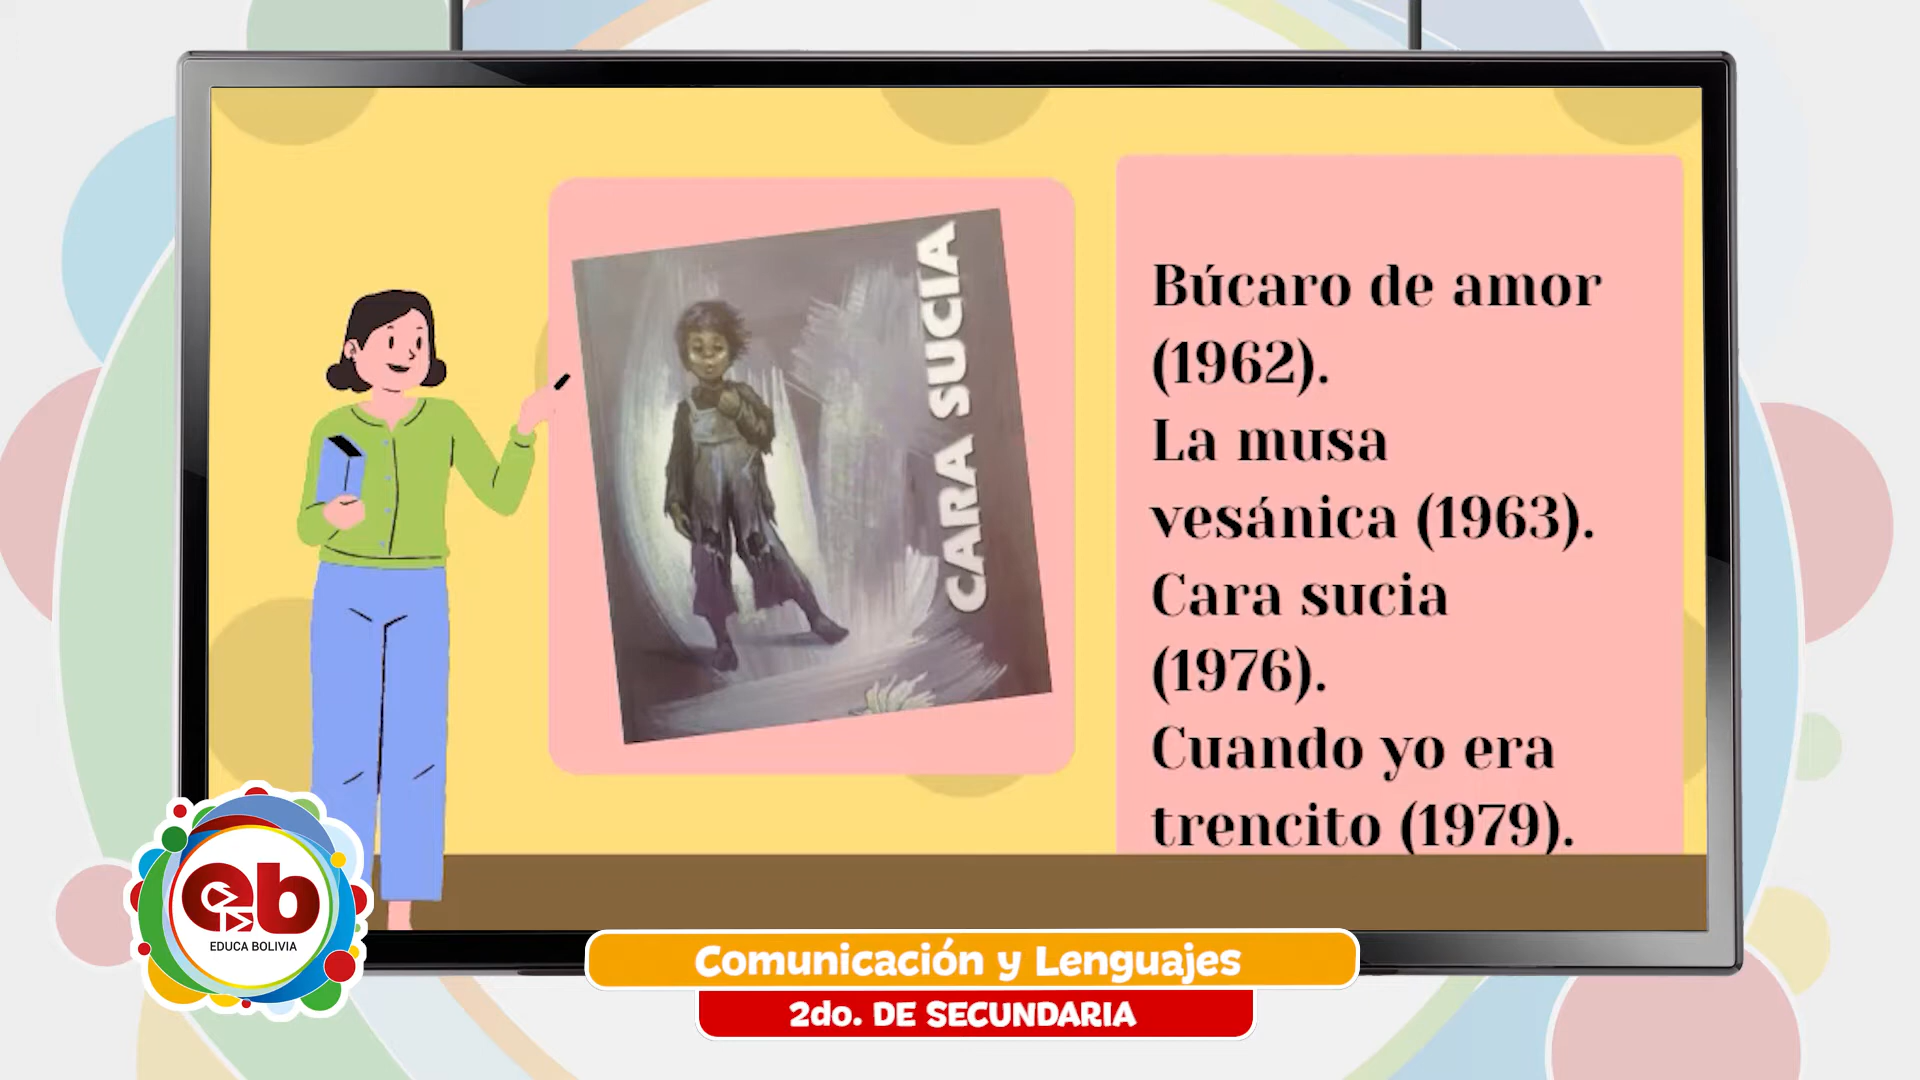 CARA SUCIA
Búcaro de amor
(1962).
La musa
vesánica (1963).
Cara sucia
(1976).
Cuando yo era
trencito (1979).
eb
EDUCA BOLIVIA
Comunicación y Lenguajes
2do. DE SECUNDARIA